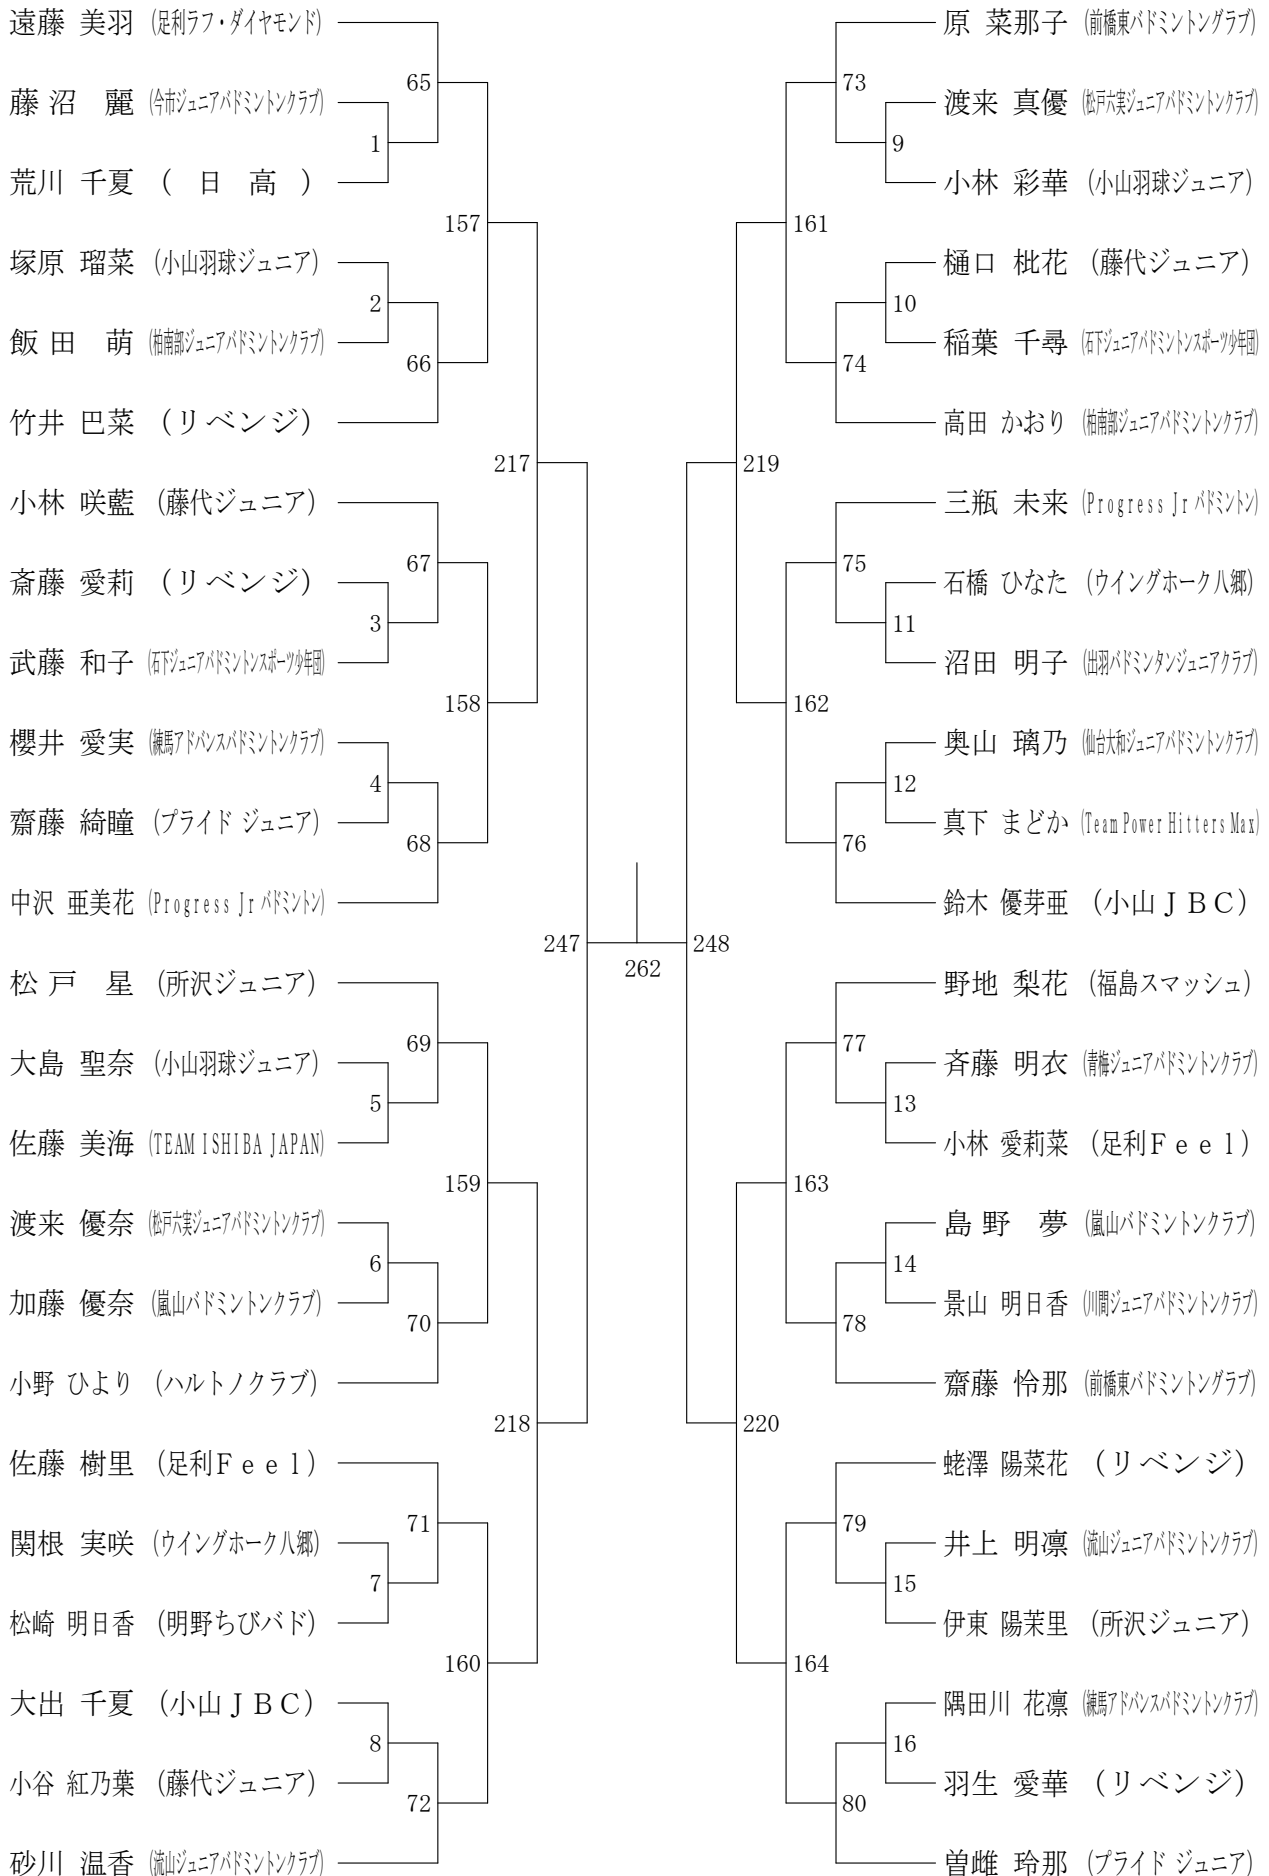 遠藤 美羽 (足利ラフ・ダイヤモンド)
65
藤沼 麗 (今市ジュニアバドミントンクラブ)
1
荒川 千夏 (日高)
157
塚原 瑠菜 (小山羽球ジュニア)
2
飯田 萌 (柏南部ジュニアバドミントンクラブ)
66
竹井 巴菜 (リベンジ)
217
小林 咲藍 (藤代ジュニア)
67
斎藤 愛莉 (リベンジ)
3
武藤 和子 (石下ジュニアバドミントンスポーツ少年団)
158
櫻井 愛実 (練馬アドバンスバドミントンクラブ)
4
齋藤 綺瞳 (プライド ジュニア)
68
中沢 亜美花 (Progress Jr バドミントン)
247
松戸 星 (所沢ジュニア)
69
大島 聖奈 (小山羽球ジュニア)
5
佐藤 美海 (TEAM ISHIBA JAPAN)
159
渡来 優奈 (松戸六実ジュニアバドミントンクラブ)
6
加藤 優奈 (嵐山バドミントンクラブ)
70
小野 ひより (ハルトノクラブ)
218
佐藤 樹里 (足利Feel)
71
関根 実咲 (ウイングホーク八郷)
7
松崎 明日香 (明野ちびバド)
160
大出 千夏 (小山JBC)
8
小谷 紅乃葉 (藤代ジュニア)
72
砂川 温香 (流山ジュニアバドミントンクラブ)
262
原 菜那子 (前橋東バドミントングラブ)
73
渡来 真優 (松戸六実ジュニアバドミントンクラブ)
9
小林 彩華 (小山羽球ジュニア)
161
樋口 枇花 (藤代ジュニア)
10
稲葉 千尋 (石下ジュニアバドミントンスポーツ少年団)
74
高田 かおり (柏南部ジュニアバドミントンクラブ)
219
三瓶 未来 (Progress Jr バドミントン)
75
石橋 ひなた (ウイングホーク八郷)
11
沼田 明子 (出羽バドミンタンジュニアクラブ)
162
奥山 璃乃 (仙台大和ジュニアバドミントンクラブ)
12
真下 まどか (Team Power Hitters Max)
76
鈴木 優芽亜 (小山JBC)
248
野地 梨花 (福島スマッシュ)
77
斉藤 明衣 (青梅ジュニアバドミントンクラブ)
13
小林 愛莉菜 (足利Feel)
163
島野 夢 (嵐山バドミントンクラブ)
14
景山 明日香 (川間ジュニアバドミントンクラブ)
78
齋藤 怜那 (前橋東バドミントングラブ)
220
蛯澤 陽菜花 (リベンジ)
79
井上 明凛 (流山ジュニアバドミントンクラブ)
15
伊東 陽茉里 (所沢ジュニア)
164
隅田川 花凛 (練馬アドバンスバドミントンクラブ)
16
羽生 愛華 (リベンジ)
80
曽雌 玲那 (プライド ジュニア)